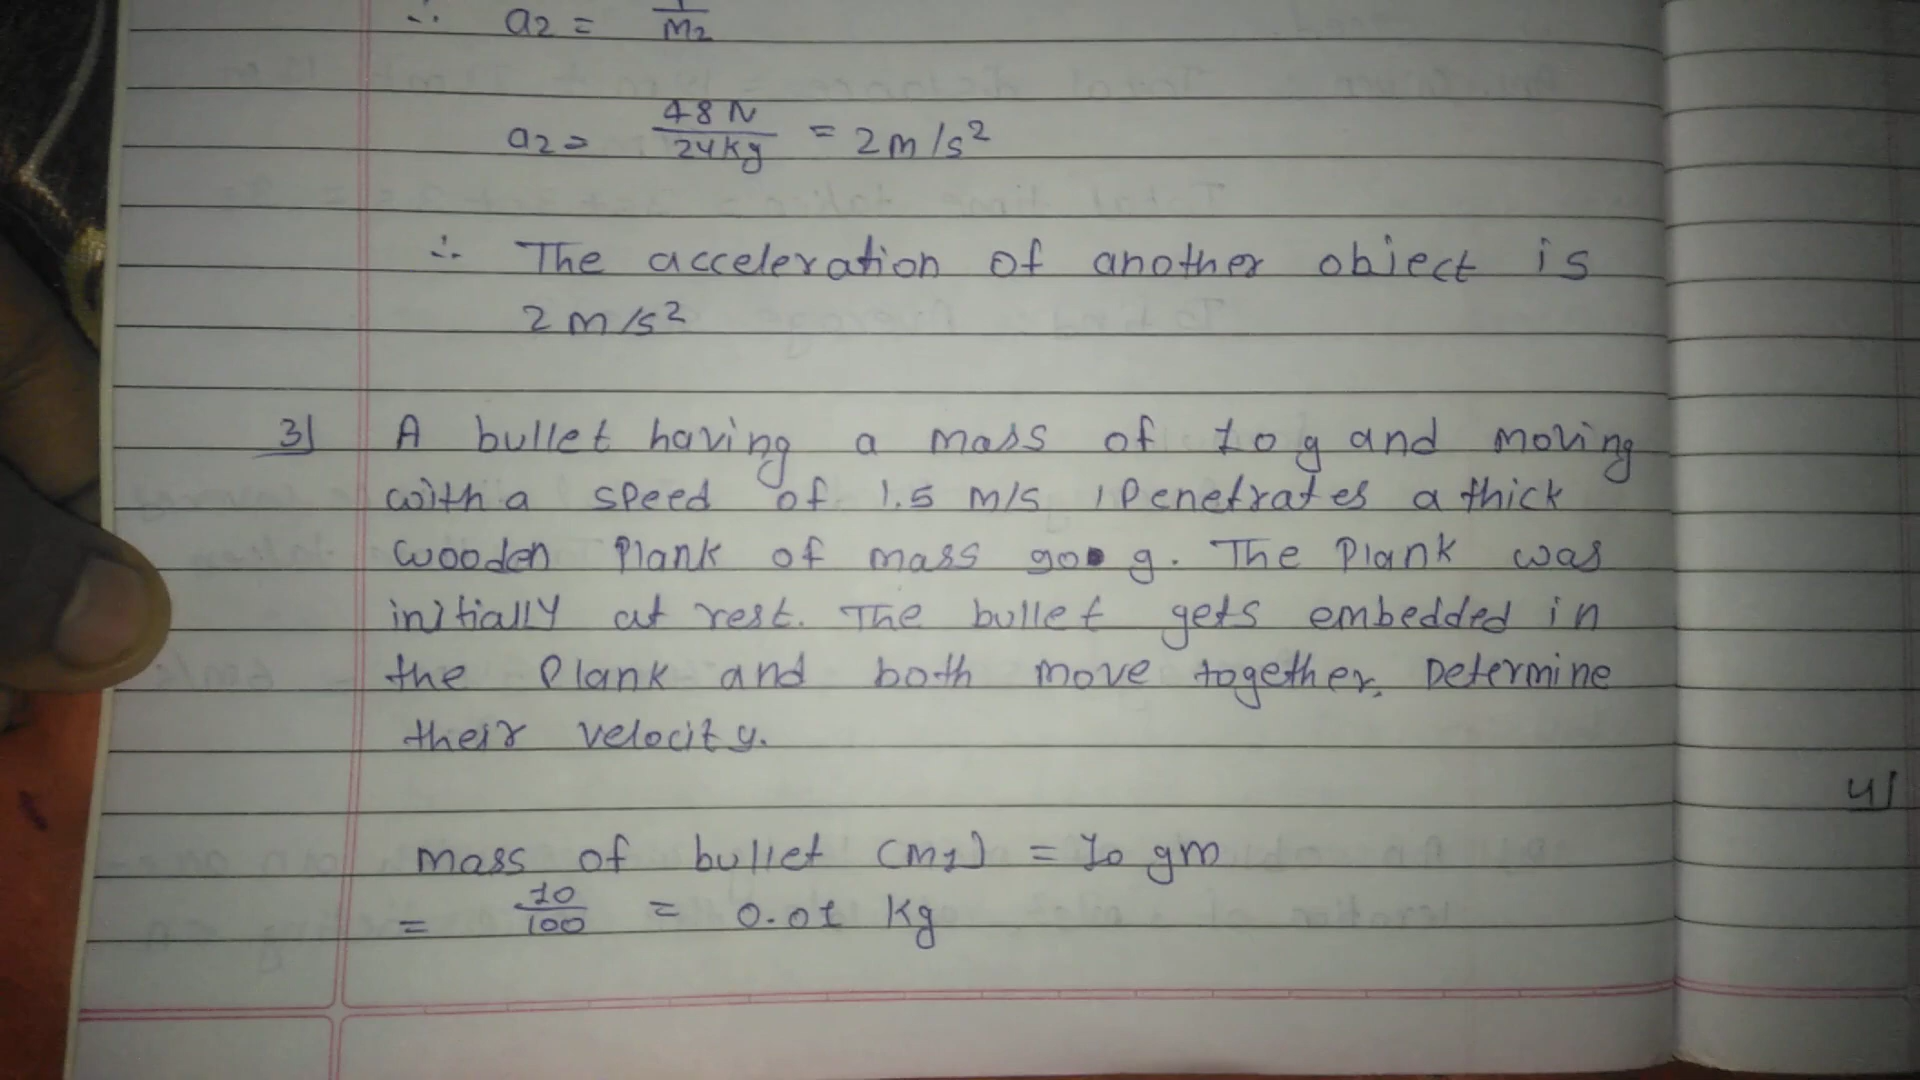 ∴ a2 = 1/M2
a2 = 48 N/24kg = 2 m/s2
∴ The acceleration of another object is
2 m/s2
3) A bullet having a mass of 10 g and moving
with a speed of 1.5 m/s , Penetrates a thick
wooden Plank of mass 900 g. The Plank was
initially at rest. The bullet gets embedded in
the Plank and both move together. Determine
their velocity.
4)
mass of bullet (m1) = 10 gm
= 10/100 = 0.01 kg